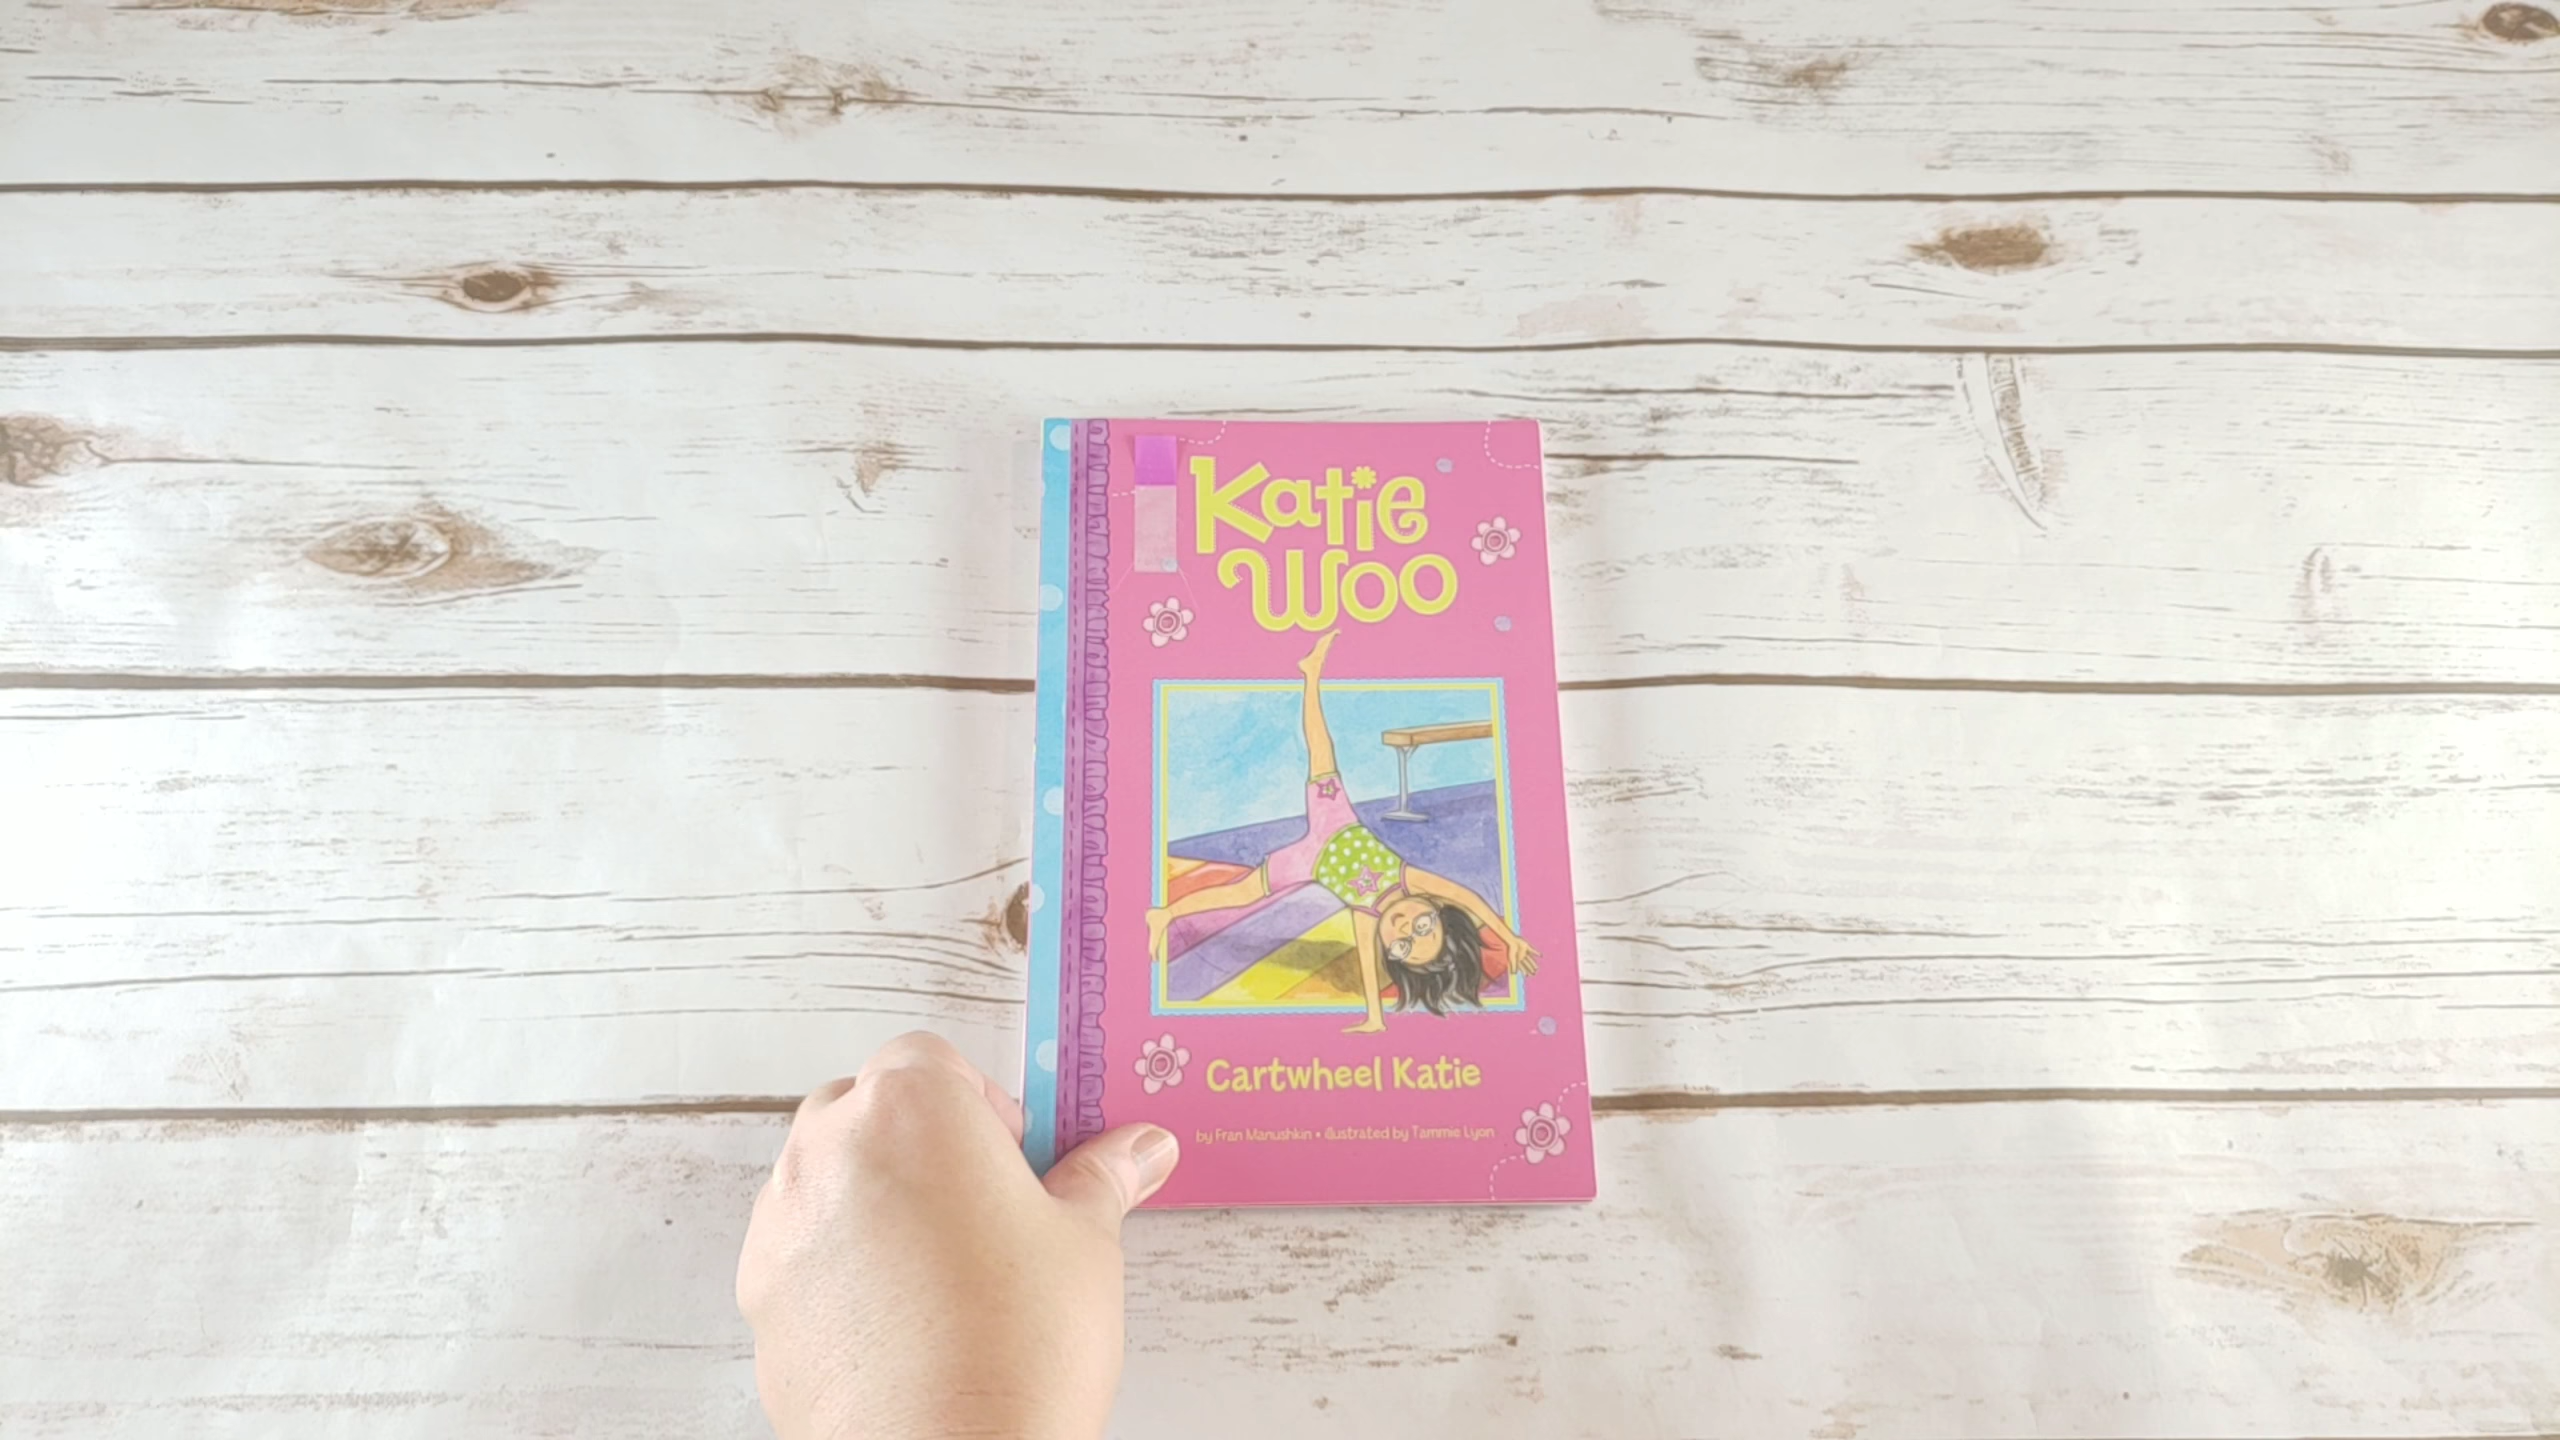 Katie
Woo
Cartwheel Katie
by Fran Manushkin • illustrated by Tammie Lyon